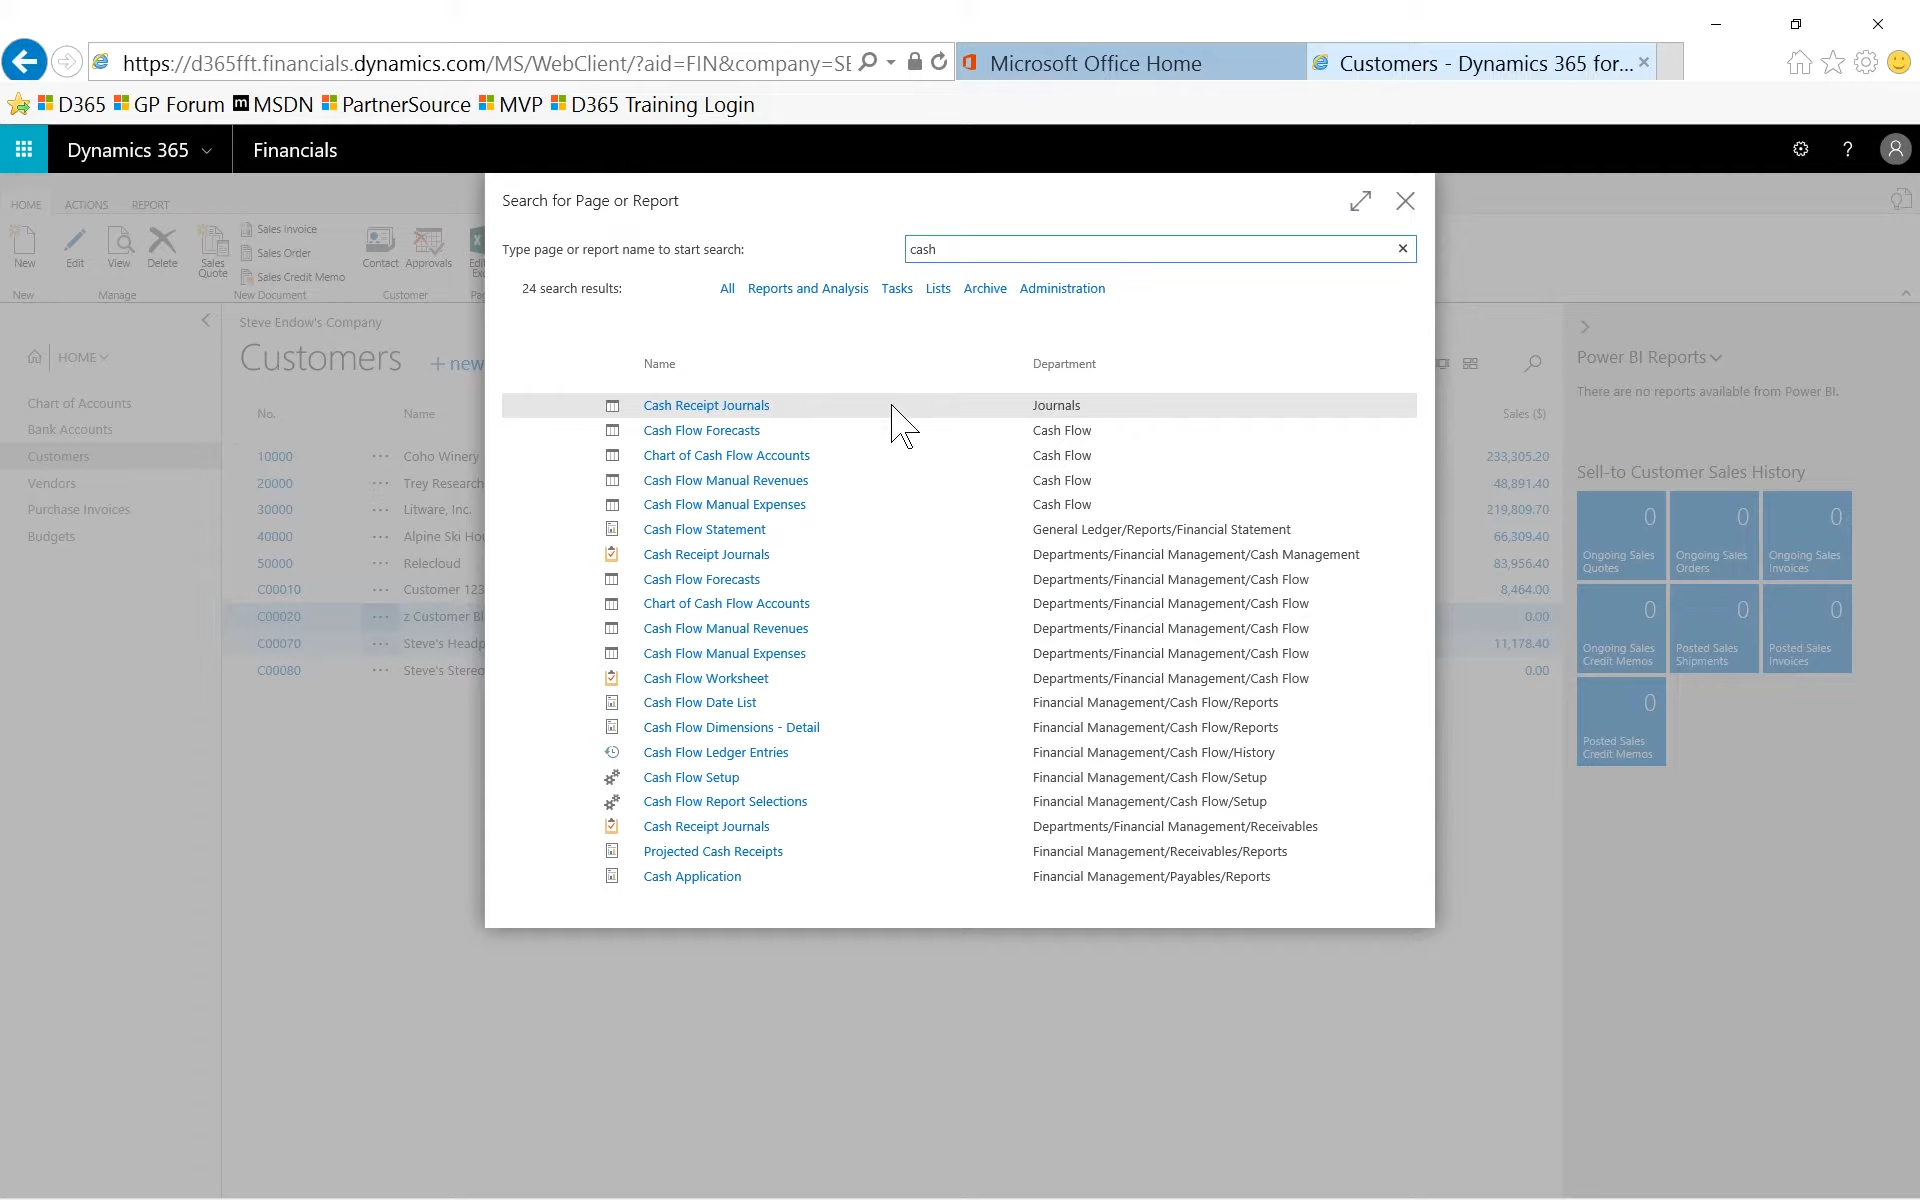 https://d365fft.financials.dynamics.com/MS/WebClient/?aid=FIN&company=SE
Microsoft Office Home
Customers - Dynamics 365 for...
D365
GP Forum
MSDN
PartnerSource
MVP
D365 Training Login
Dynamics 365
Financials
?
HOME
ACTIONS
REPORT
New
Edit
View
Delete
Sales Quote
Sales Invoice
Sales Order
Sales Credit Memo
Contact
Approvals
New
Manage
New Document
Customer
Search for Page or Report
Type page or report name to start search:
cash
24 search results:
All
Reports and Analysis
Tasks
Lists
Archive
Administration
Name
Department
Cash Receipt Journals
Journals
Cash Flow Forecasts
Cash Flow
Chart of Cash Flow Accounts
Cash Flow
Cash Flow Manual Revenues
Cash Flow
Cash Flow Manual Expenses
Cash Flow
Cash Flow Statement
General Ledger/Reports/Financial Statement
Cash Receipt Journals
Departments/Financial Management/Cash Management
Cash Flow Forecasts
Departments/Financial Management/Cash Flow
Chart of Cash Flow Accounts
Departments/Financial Management/Cash Flow
Cash Flow Manual Revenues
Departments/Financial Management/Cash Flow
Cash Flow Manual Expenses
Departments/Financial Management/Cash Flow
Cash Flow Worksheet
Departments/Financial Management/Cash Flow
Cash Flow Date List
Financial Management/Cash Flow/Reports
Cash Flow Dimensions - Detail
Financial Management/Cash Flow/Reports
Cash Flow Ledger Entries
Financial Management/Cash Flow/History
Cash Flow Setup
Financial Management/Cash Flow/Setup
Cash Flow Report Selections
Financial Management/Cash Flow/Setup
Cash Receipt Journals
Departments/Financial Management/Receivables
Projected Cash Receipts
Financial Management/Receivables/Reports
Cash Application
Financial Management/Payables/Reports
HOME
Chart of Accounts
Bank Accounts
Customers
Vendors
Purchase Invoices
Budgets
Steve Endow's Company
Customers
+ new
No.
Name
Sales ($)
10000
Coho Winery
233,305.20
20000
Trey Research
48,891.40
30000
Litware, Inc.
219,809.70
40000
Alpine Ski Hou
66,309.40
50000
Relecloud
83,956.40
C00010
Customer 123
8,464.00
C00020
z Customer Bl
0.00
C00070
Steve's Headp
11,178.40
C00080
Steve's Stereo
0.00
Power BI Reports
There are no reports available from Power BI.
Sell-to Customer Sales History
0
Ongoing Sales
Quotes
0
Ongoing Sales
Orders
0
Ongoing Sales
Invoices
0
Ongoing Sales
Credit Memos
0
Posted Sales
Shipments
0
Posted Sales
Invoices
0
Posted Sales
Credit Memos